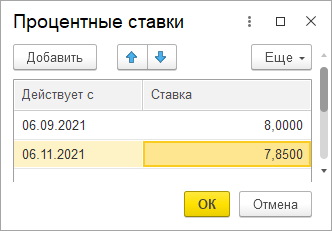 Процентные ставки
Добавить
Еще
Действует с Ставка
06.09.2021 8,0000
06.11.2021 7,8500
ОК Отмена